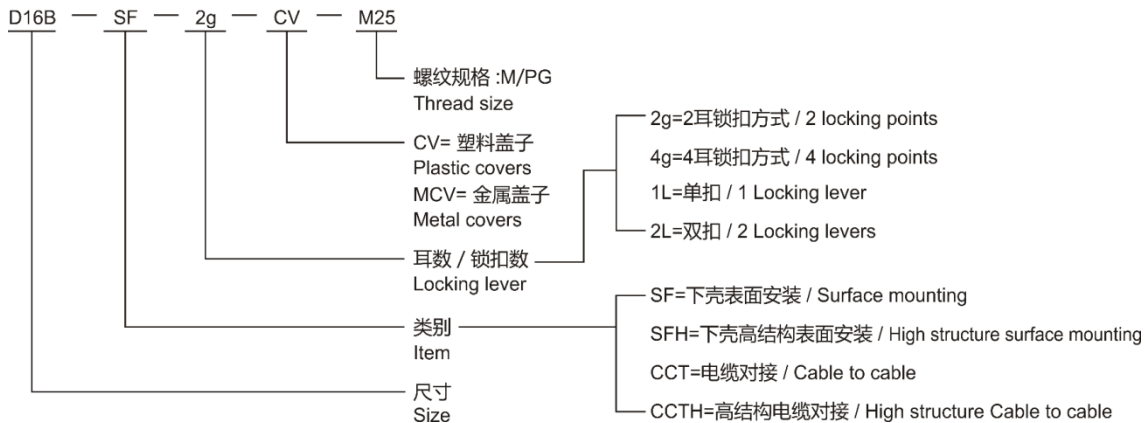 D16B — SF — 2g — CV — M25
螺纹规格 :M/PG
Thread size
CV= 塑料盖子
Plastic covers
MCV= 金属盖子
Metal covers
耳数 / 锁扣数
Locking lever
2g=2耳锁扣方式 / 2 locking points
4g=4耳锁扣方式 / 4 locking points
1L=单扣 / 1 Locking lever
2L=双扣 / 2 Locking levers
类别
Item
SF=下壳表面安装 / Surface mounting
SFH=下壳高结构表面安装 / High structure surface mounting
CCT=电缆对接 / Cable to cable
CCTH=高结构电缆对接 / High structure Cable to cable
尺寸
Size